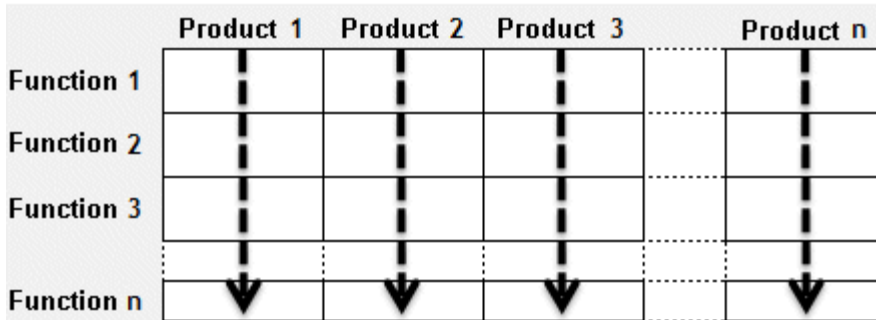 Product 1 Product 2 Product 3 Product n
Function 1
Function 2
Function 3
Function n